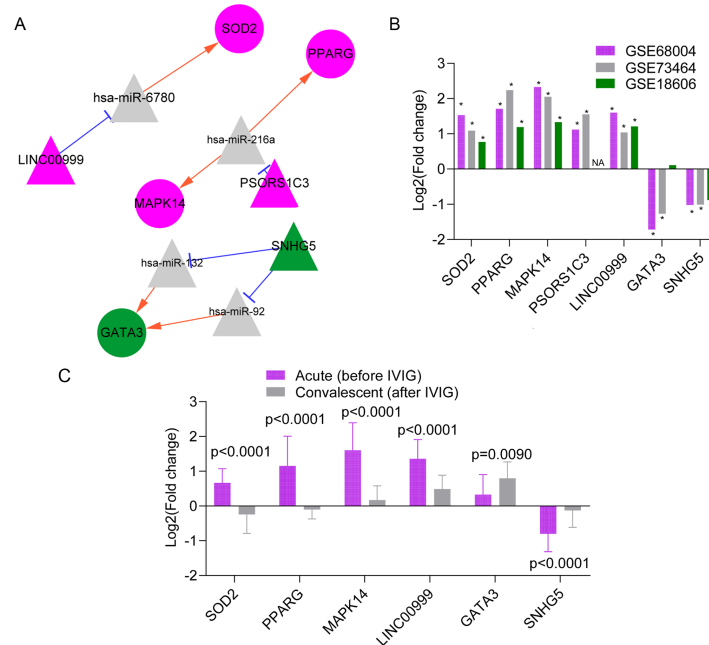 A
SOD2
PPARG
hsa-miR-6780
LINC00999
hsa-miR-216a
PSORS1C3
MAPK14
SNHG5
hsa-miR-132
hsa-miR-92
GATA3
B
GSE68004
GSE73464
GSE18606
Log2(Fold change)
3
2
1
0
-1
-2
* * * * * * * * * * * NA * * * * * * *
SOD2
PPARG
MAPK14
PSORS1C3
LINC00999
GATA3
SNHG5
C
Acute (before IVIG)
Convalescent (after IVIG)
Log2(Fold change)
3
2
1
0
-1
-2
p<0.0001
p<0.0001
p<0.0001
p<0.0001
p=0.0090
p<0.0001
SOD2
PPARG
MAPK14
LINC00999
GATA3
SNHG5